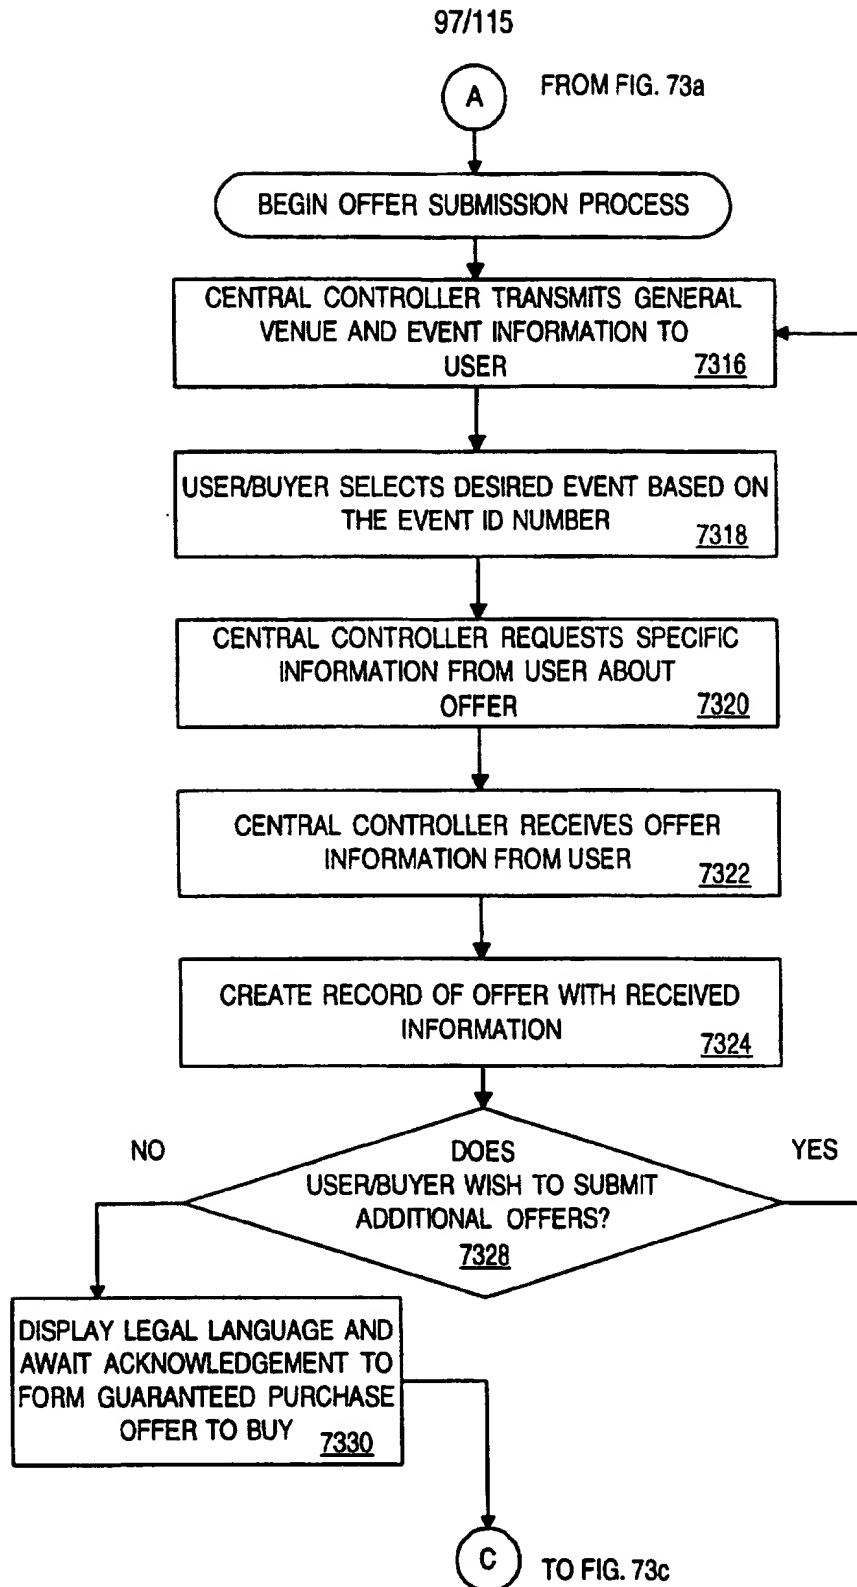 97/115
A
FROM FIG. 73a
BEGIN OFFER SUBMISSION PROCESS
CENTRAL CONTROLLER TRANSMITS GENERAL
VENUE AND EVENT INFORMATION TO
USER
7316
USER/BUYER SELECTS DESIRED EVENT BASED ON
THE EVENT ID NUMBER
7318
CENTRAL CONTROLLER REQUESTS SPECIFIC
INFORMATION FROM USER ABOUT
OFFER
7320
CENTRAL CONTROLLER RECEIVES OFFER
INFORMATION FROM USER
7322
CREATE RECORD OF OFFER WITH RECEIVED
INFORMATION
7324
NO
YES
DOES
USER/BUYER WISH TO SUBMIT
ADDITIONAL OFFERS?
7328
DISPLAY LEGAL LANGUAGE AND
AWAIT ACKNOWLEDGEMENT TO
FORM GUARANTEED PURCHASE
OFFER TO BUY
7330
C
TO FIG. 73c